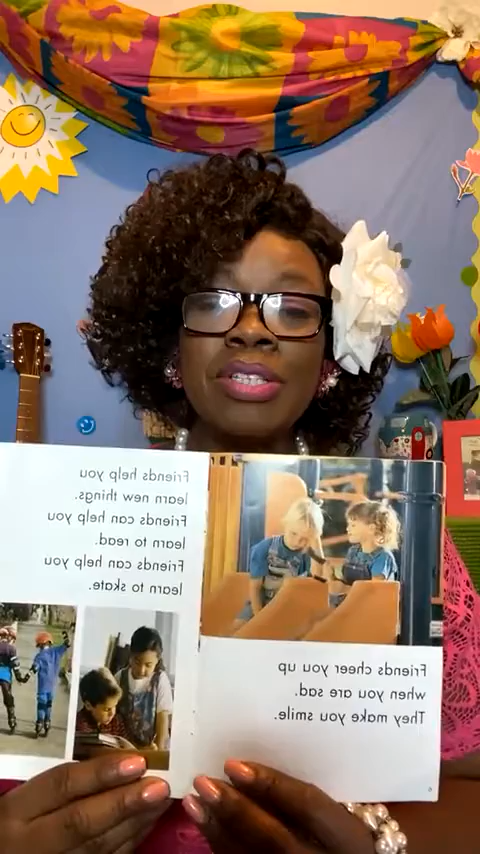 Friends cheer you up
when you are sad.
They make you smile.
Friends help you
learn new things.
Friends can help you
learn to read.
Friends can help you
learn to skate.